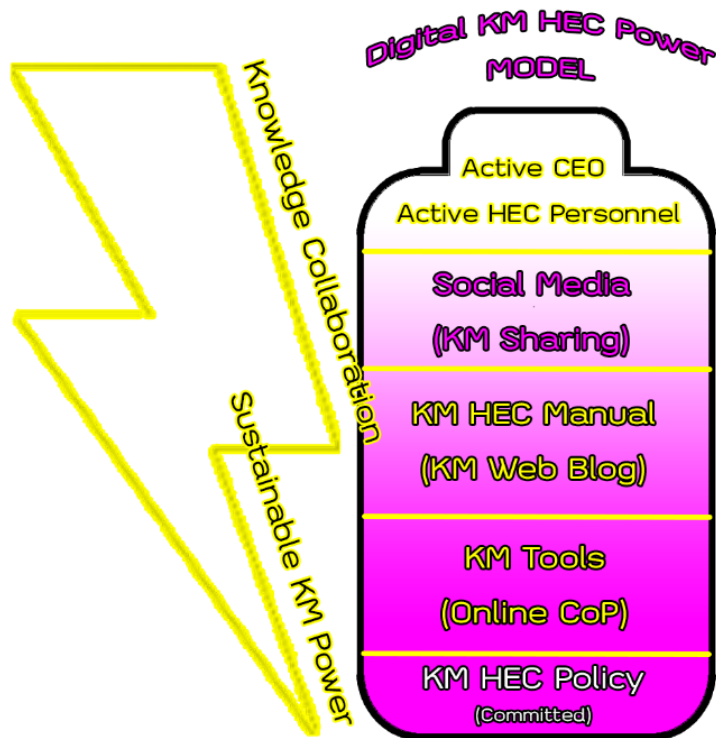 Digital KM HEC Power
MODEL
Knowledge Collaboration
Sustainable KM Power
Active CEO
Active HEC Personnel
Social Media
(KM Sharing)
KM HEC Manual
(KM Web Blog)
KM Tools
(Online CoP)
KM HEC Policy
(Committed)